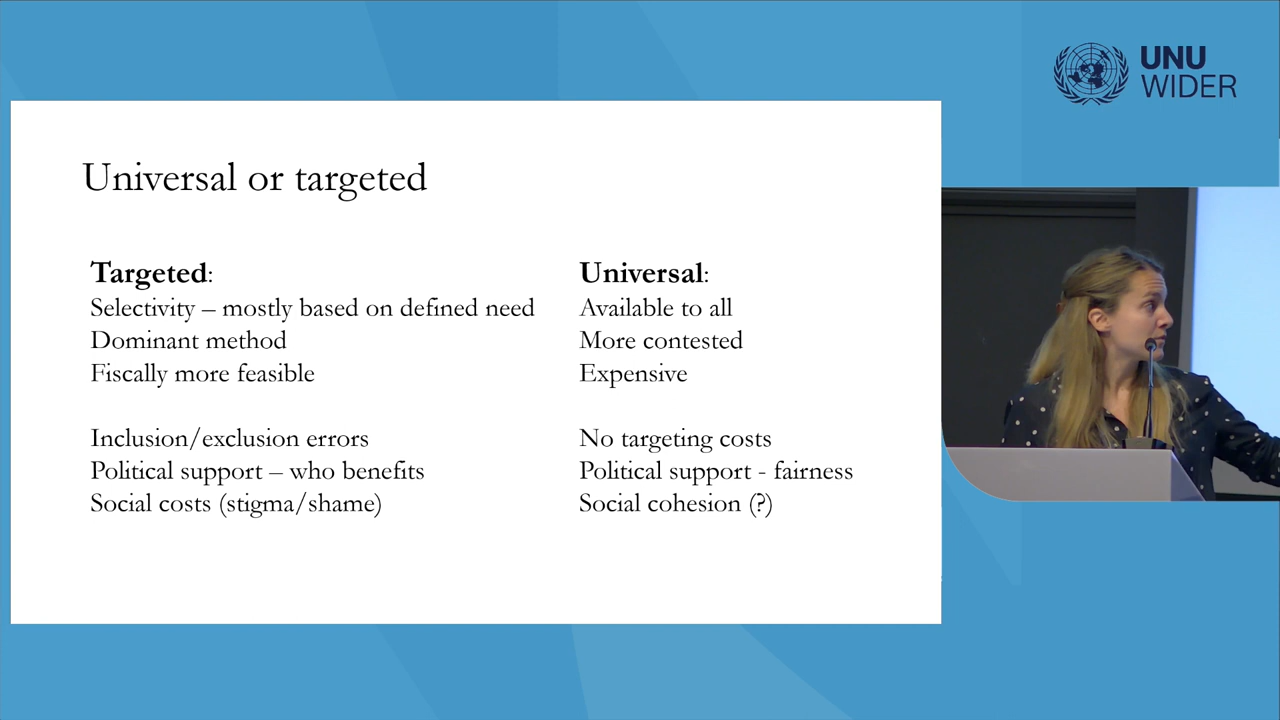 UNU
WIDER
Universal or targeted
Targeted:
Selectivity – mostly based on defined need
Dominant method
Fiscally more feasible
Inclusion/exclusion errors
Political support – who benefits
Social costs (stigma/shame)
Universal:
Available to all
More contested
Expensive
No targeting costs
Political support - fairness
Social cohesion (?)